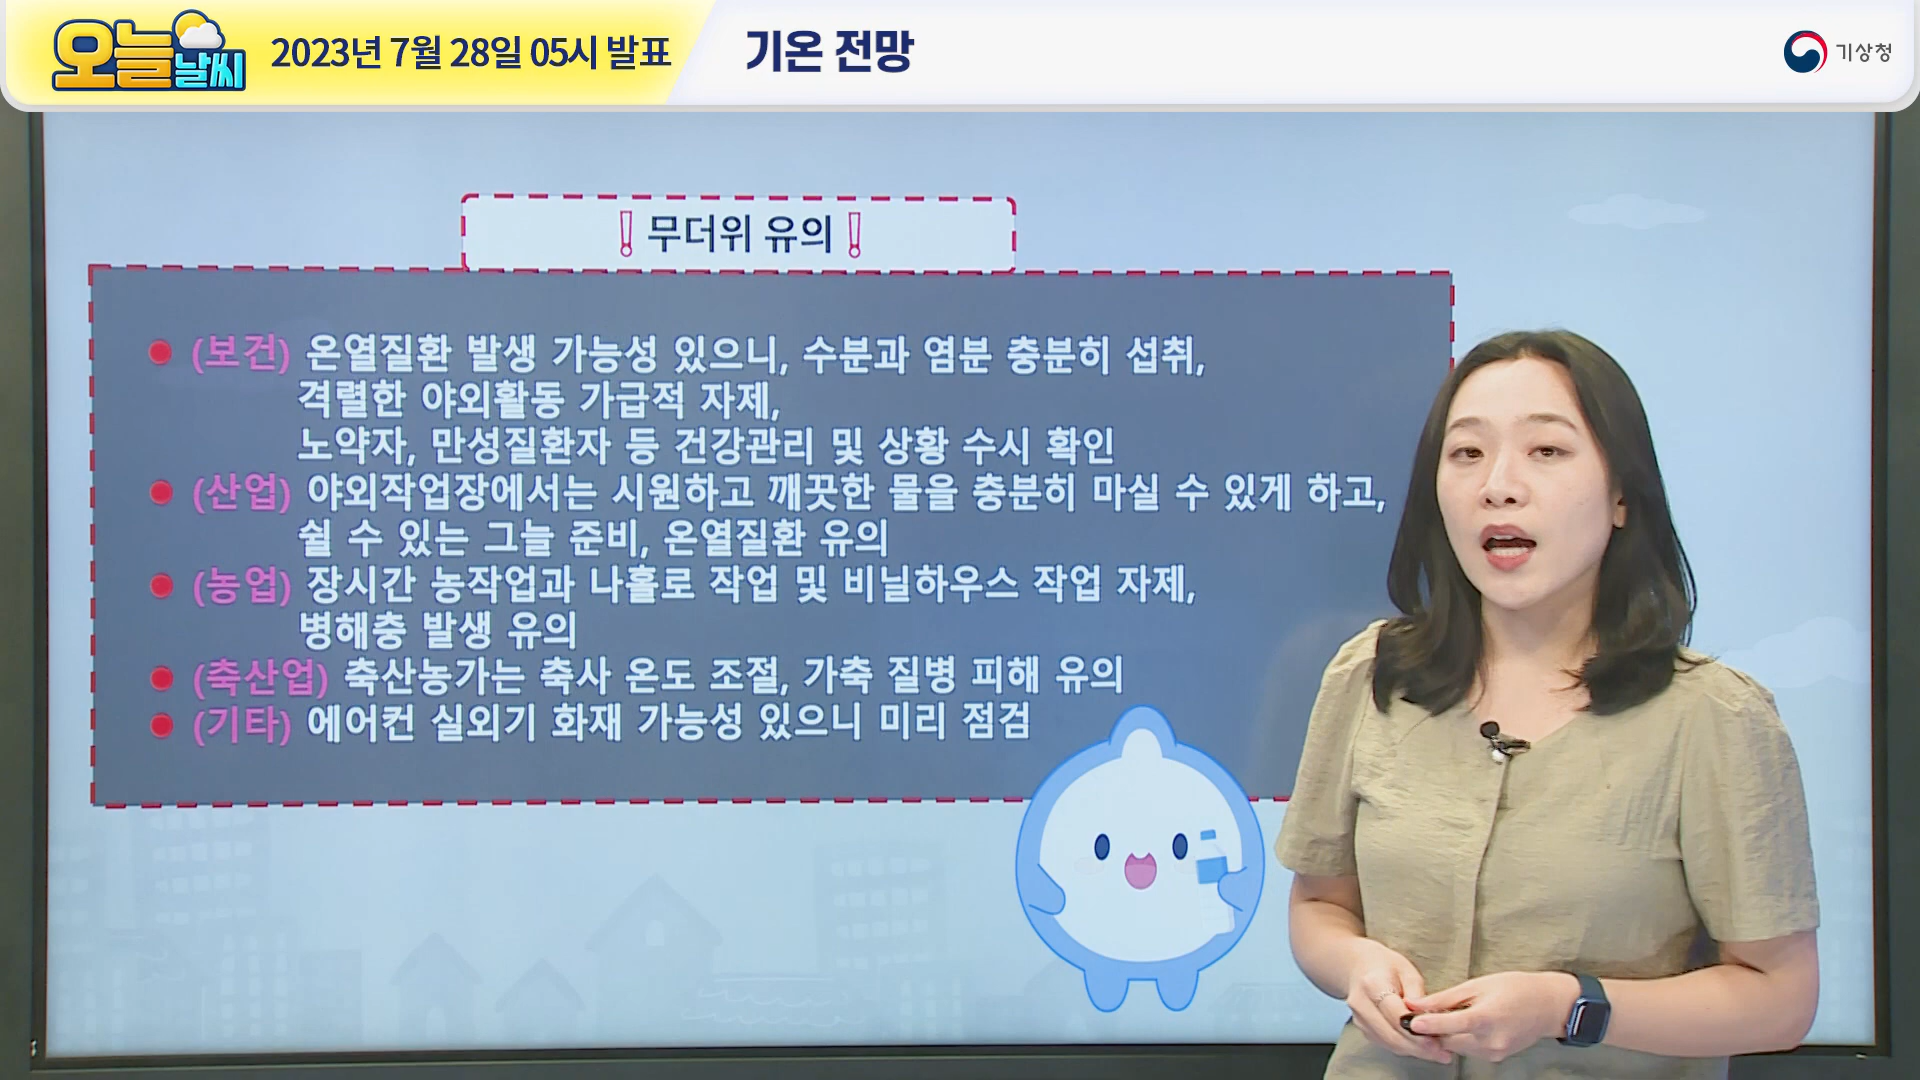 오늘날씨
2023년 7월 28일 05시 발표
기온 전망
기상청
무더위 유의
(보건) 온열질환 발생 가능성 있으니, 수분과 염분 충분히 섭취,
격렬한 야외활동 가급적 자제,
노약자, 만성질환자 등 건강관리 및 상황 수시 확인
(산업) 야외작업장에서는 시원하고 깨끗한 물을 충분히 마실 수 있게 하고,
쉴 수 있는 그늘 준비, 온열질환 유의
(농업) 장시간 농작업과 나홀로 작업 및 비닐하우스 작업 자제,
병해충 발생 유의
(축산업) 축산농가는 축사 온도 조절, 가축 질병 피해 유의
(기타) 에어컨 실외기 화재 가능성 있으니 미리 점검